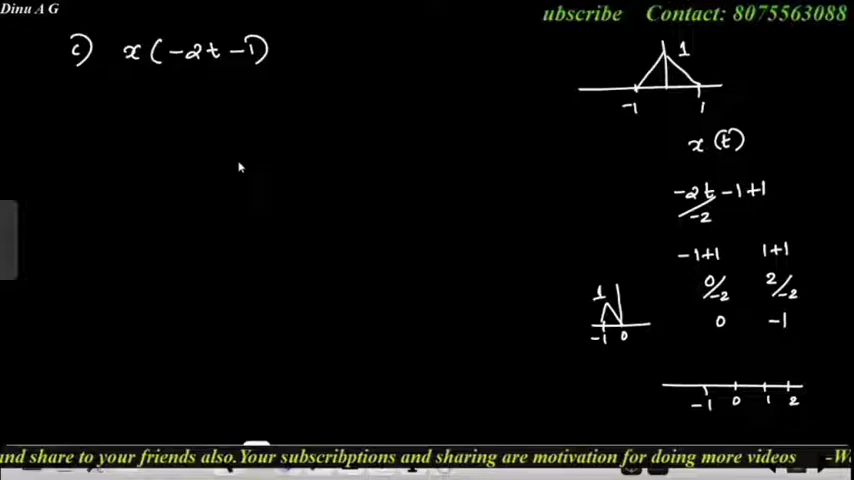 Dinu A G
ubscribe Contact: 8075563088
c) x(-2t-1)
1
-1 1
x(t)
-2t-1+1
-2
-1+1 1+1
0/-2 2/-2
0 -1
1
-1 0
-1 0 1 2
and share to your friends also.Your subscribptions and sharing are motivation for doing more videos -W